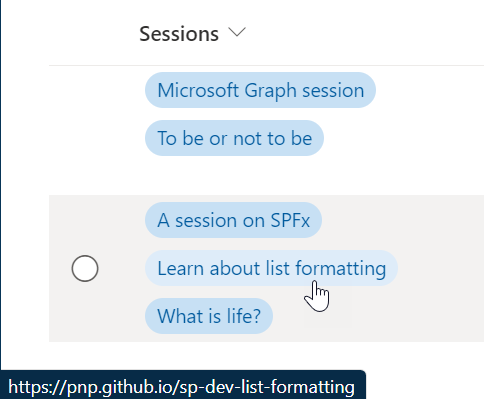 Sessions
Microsoft Graph session
To be or not to be
A session on SPFx
Learn about list formatting
What is life?
https://pnp.github.io/sp-dev-list-formatting